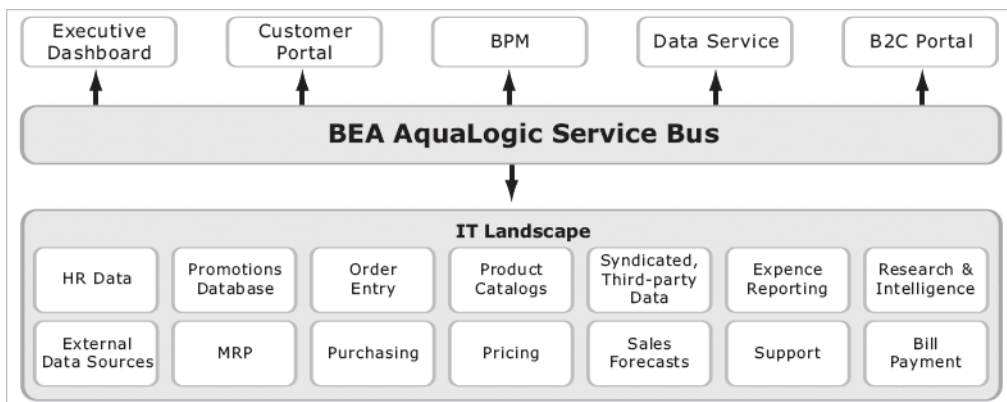 Executive
Dashboard
Customer
Portal
BPM
Data Service
B2C Portal
BEA AquaLogic Service Bus
IT Landscape
HR Data
Promotions
Database
Order
Entry
Product
Catalogs
Syndicated,
Third-party
Data
Expence
Reporting
Research &
Intelligence
External
Data Sources
MRP
Purchasing
Pricing
Sales
Forecasts
Support
Bill
Payment